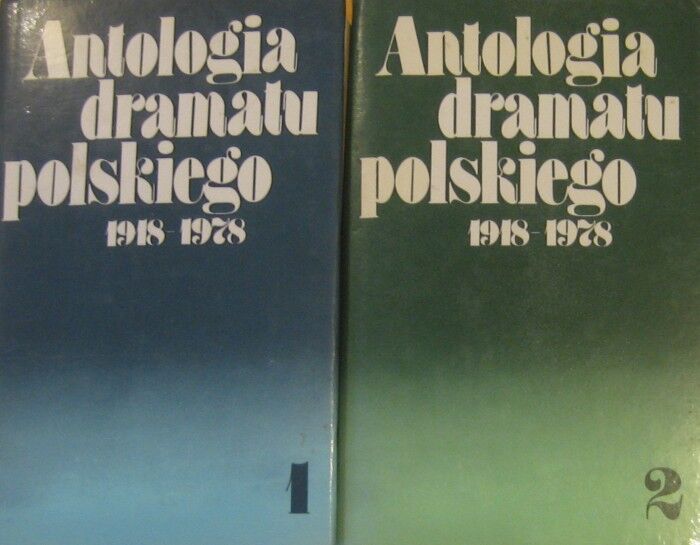 Antologia
dramatu
polskiego
1918-1978
1
Antologia
dramatu
polskiego
1918-1978
2